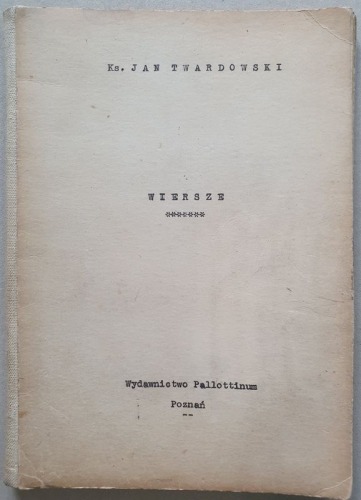 Ks. JAN TWARDOWSKI
WIERSZE
*******
Wydawnictwo Pallottinum
Poznań
--